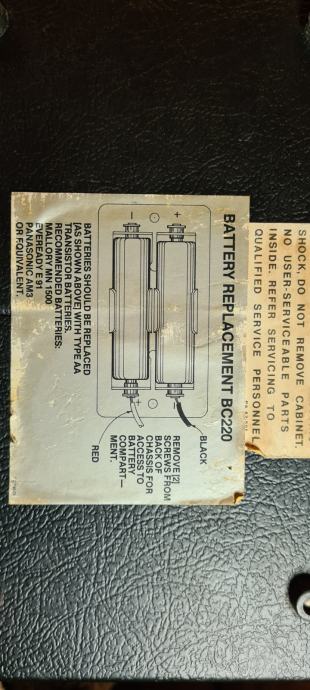 SHOCK, DO NOT REMOVE CABINET.
NO USER-SERVICEABLE PARTS
INSIDE. REFER SERVICING TO
QUALIFIED SERVICE PERSONNEL
BATTERY REPLACEMENT BC220
BLACK
+
−
+
REMOVE [2]
SCREWS FROM
BACK OF
CHASSIS FOR
ACCESS TO
BATTERY
COMPART—
MENT.
RED
BATTERIES SHOULD BE REPLACED
[AS SHOWN ABOVE] WITH TYPE AA
TRANSISTOR BATTERIES.
RECOMMENDED BATTERIES:
MALLORY MN 1500
EVEREADY E 91
PANASONIC AM3
OR EQUIVALENT.